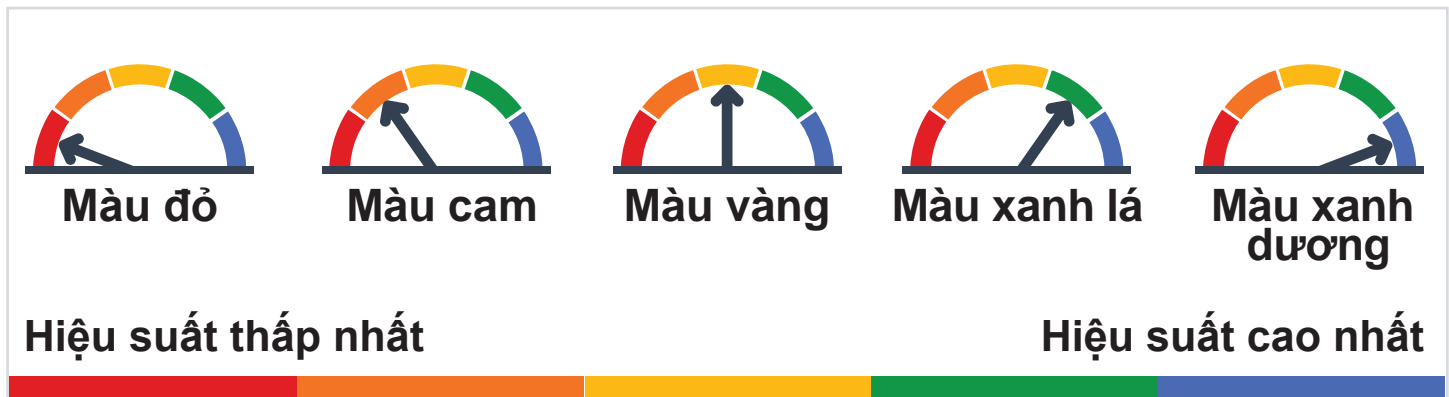 Màu đỏ
Màu cam
Màu vàng
Màu xanh lá
Màu xanh
dương
Hiệu suất thấp nhất
Hiệu suất cao nhất